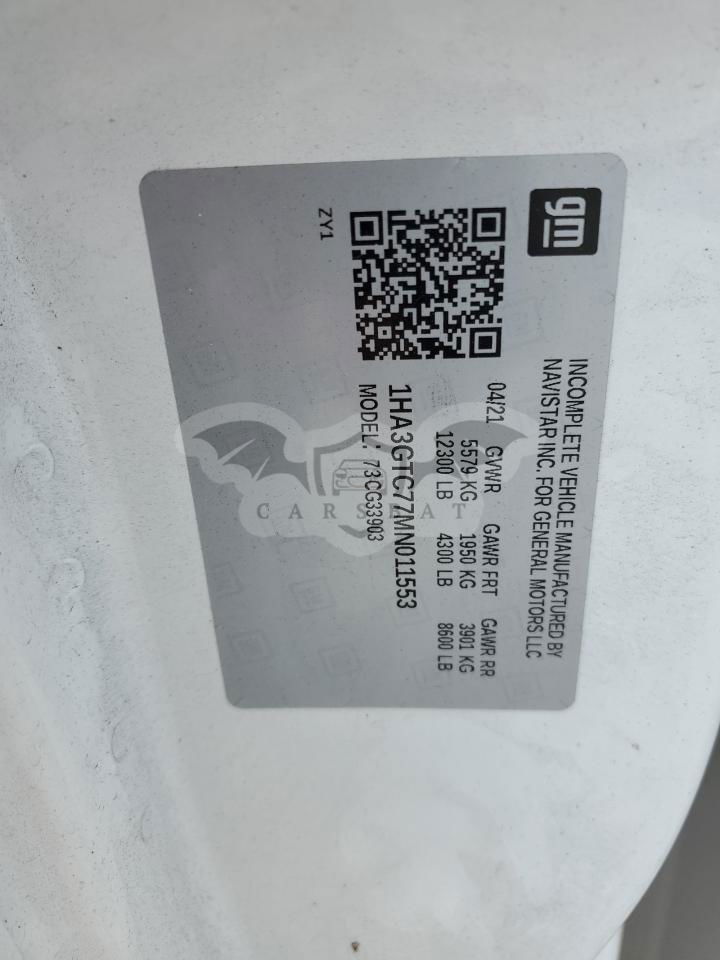 gm
INCOMPLETE VEHICLE MANUFACTURED BY
NAVISTAR INC. FOR GENERAL MOTORS LLC
04/21 GVWR GAWR FRT GAWR RR
5579 KG 1950 KG 3901 KG
12300 LB 4300 LB 8600 LB
1HA3GTC77MN011553
MODEL: 73CG33903
ZY1
CARSBAT